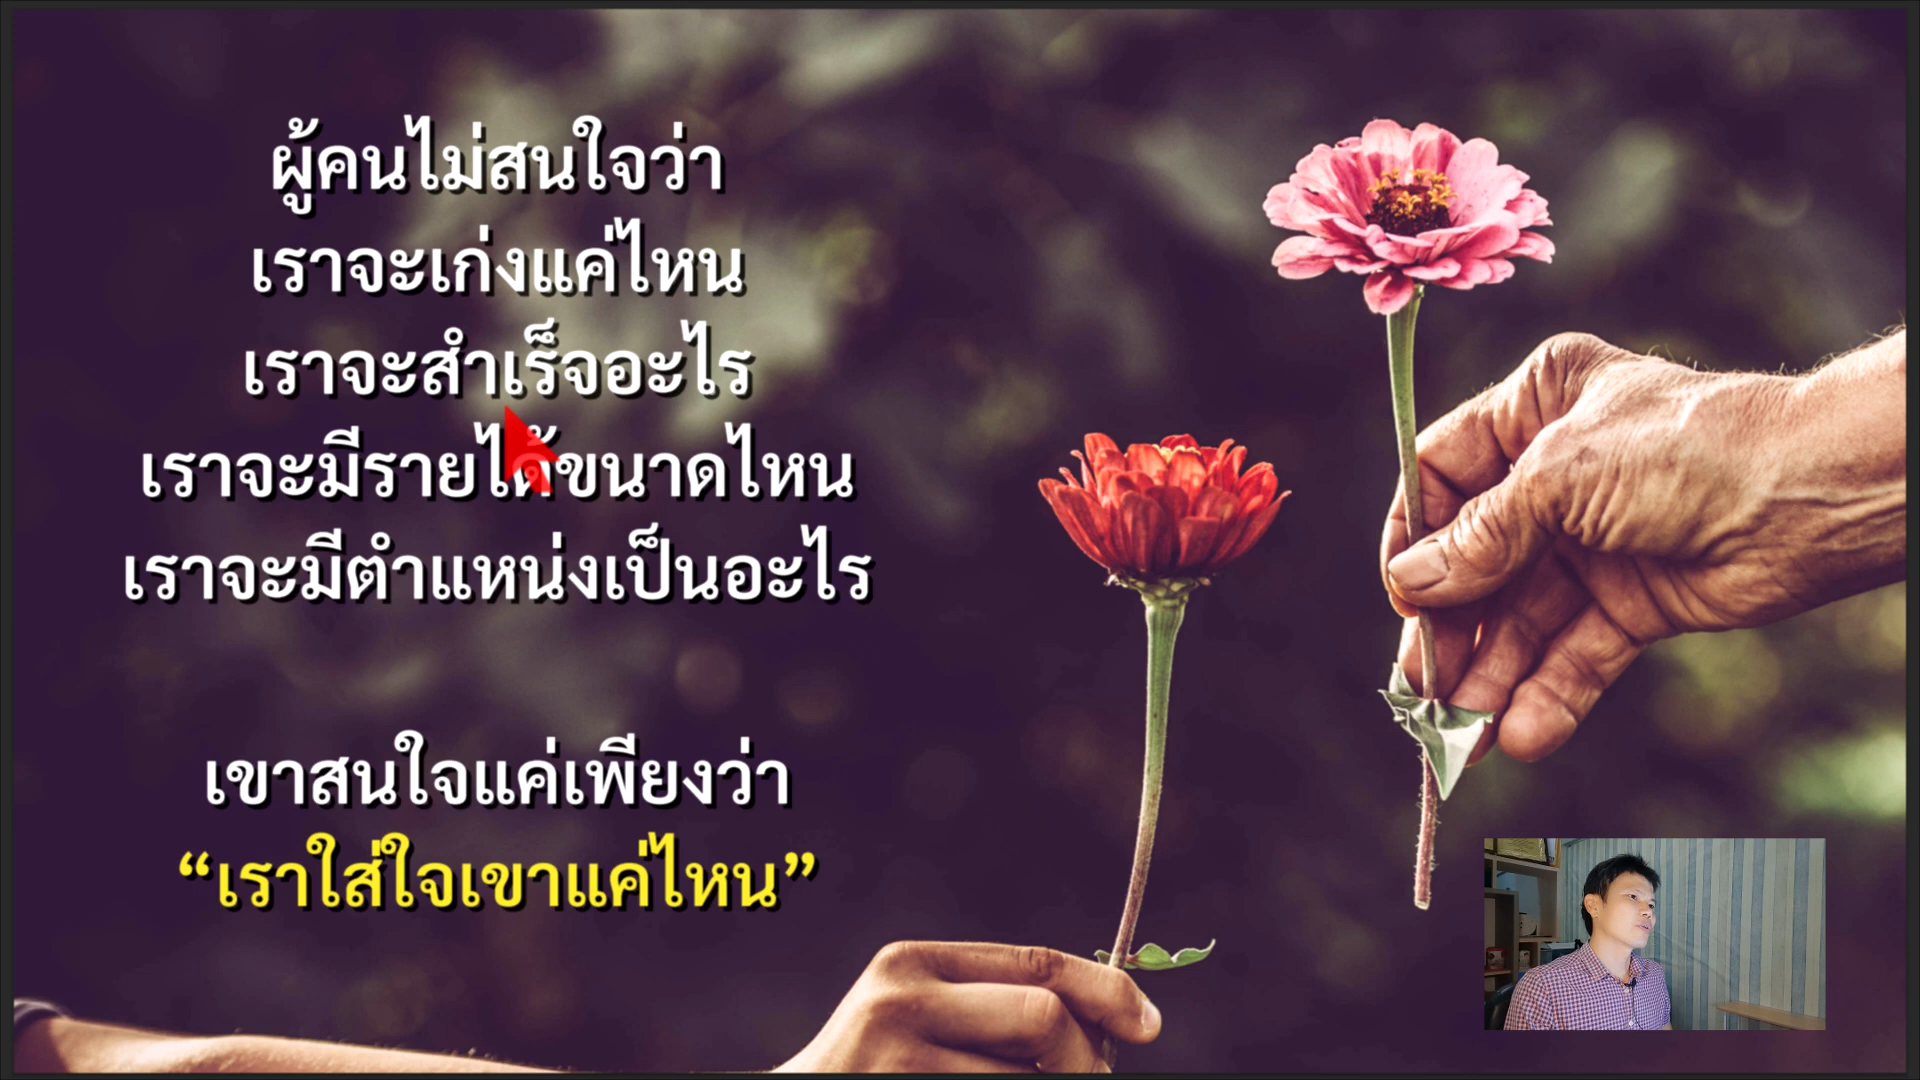 ผู้คนไม่สนใจว่า
เราจะเก่งแค่ไหน
เราจะสำเร็จอะไร
เราจะมีรายได้ขนาดไหน
เราจะมีตำแหน่งเป็นอะไร
เขาสนใจแค่เพียงว่า
“เราใส่ใจเขาแค่ไหน”